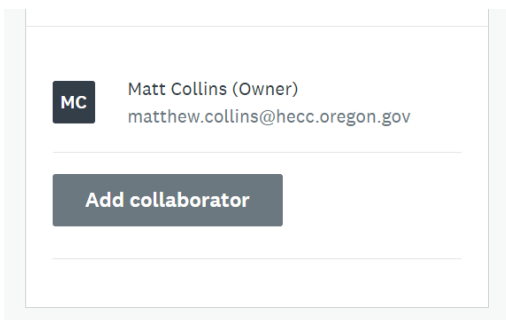 MC
Matt Collins (Owner)
matthew.collins@hecc.oregon.gov
Add collaborator